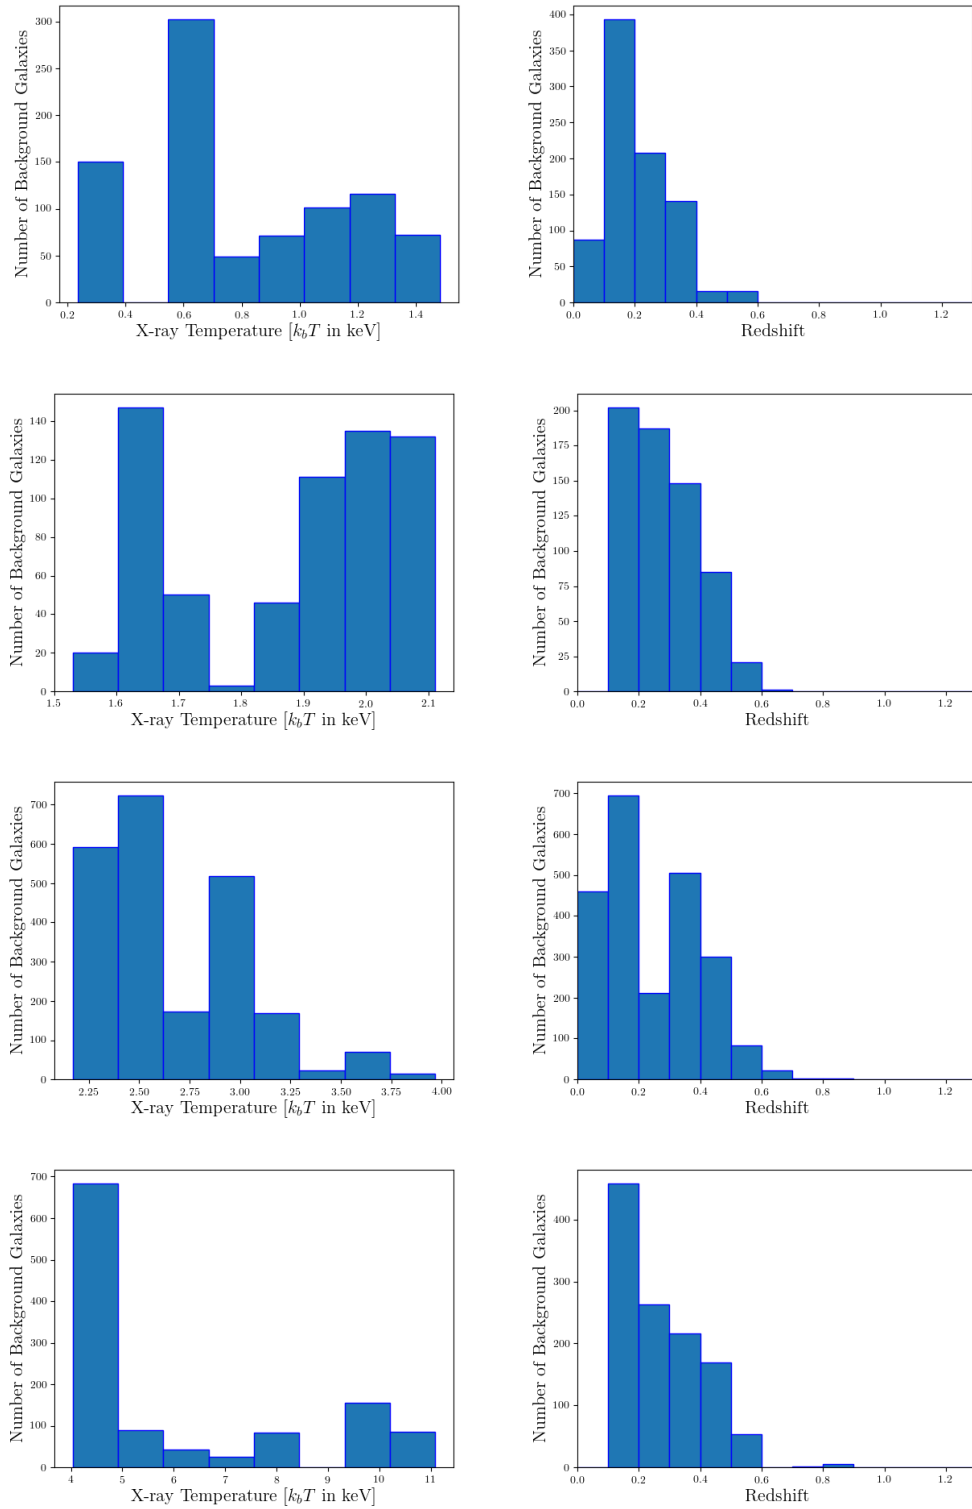 Number of Background Galaxies
300
250
200
150
100
50
0
0.2 0.4 0.6 0.8 1.0 1.2 1.4
X-ray Temperature [$k_bT$ in keV]
Number of Background Galaxies
400
350
300
250
200
150
100
50
0
0.0 0.2 0.4 0.6 0.8 1.0 1.2
Redshift
Number of Background Galaxies
140
120
100
80
60
40
20
0
1.5 1.6 1.7 1.8 1.9 2.0 2.1
X-ray Temperature [$k_bT$ in keV]
Number of Background Galaxies
200
175
150
125
100
75
50
25
0
0.0 0.2 0.4 0.6 0.8 1.0 1.2
Redshift
Number of Background Galaxies
700
600
500
400
300
200
100
0
2.25 2.50 2.75 3.00 3.25 3.50 3.75 4.00
X-ray Temperature [$k_bT$ in keV]
Number of Background Galaxies
700
600
500
400
300
200
100
0
0.0 0.2 0.4 0.6 0.8 1.0 1.2
Redshift
Number of Background Galaxies
700
600
500
400
300
200
100
0
4 5 6 7 8 9 10 11
X-ray Temperature [$k_bT$ in keV]
Number of Background Galaxies
400
300
200
100
0
0.0 0.2 0.4 0.6 0.8 1.0 1.2
Redshift